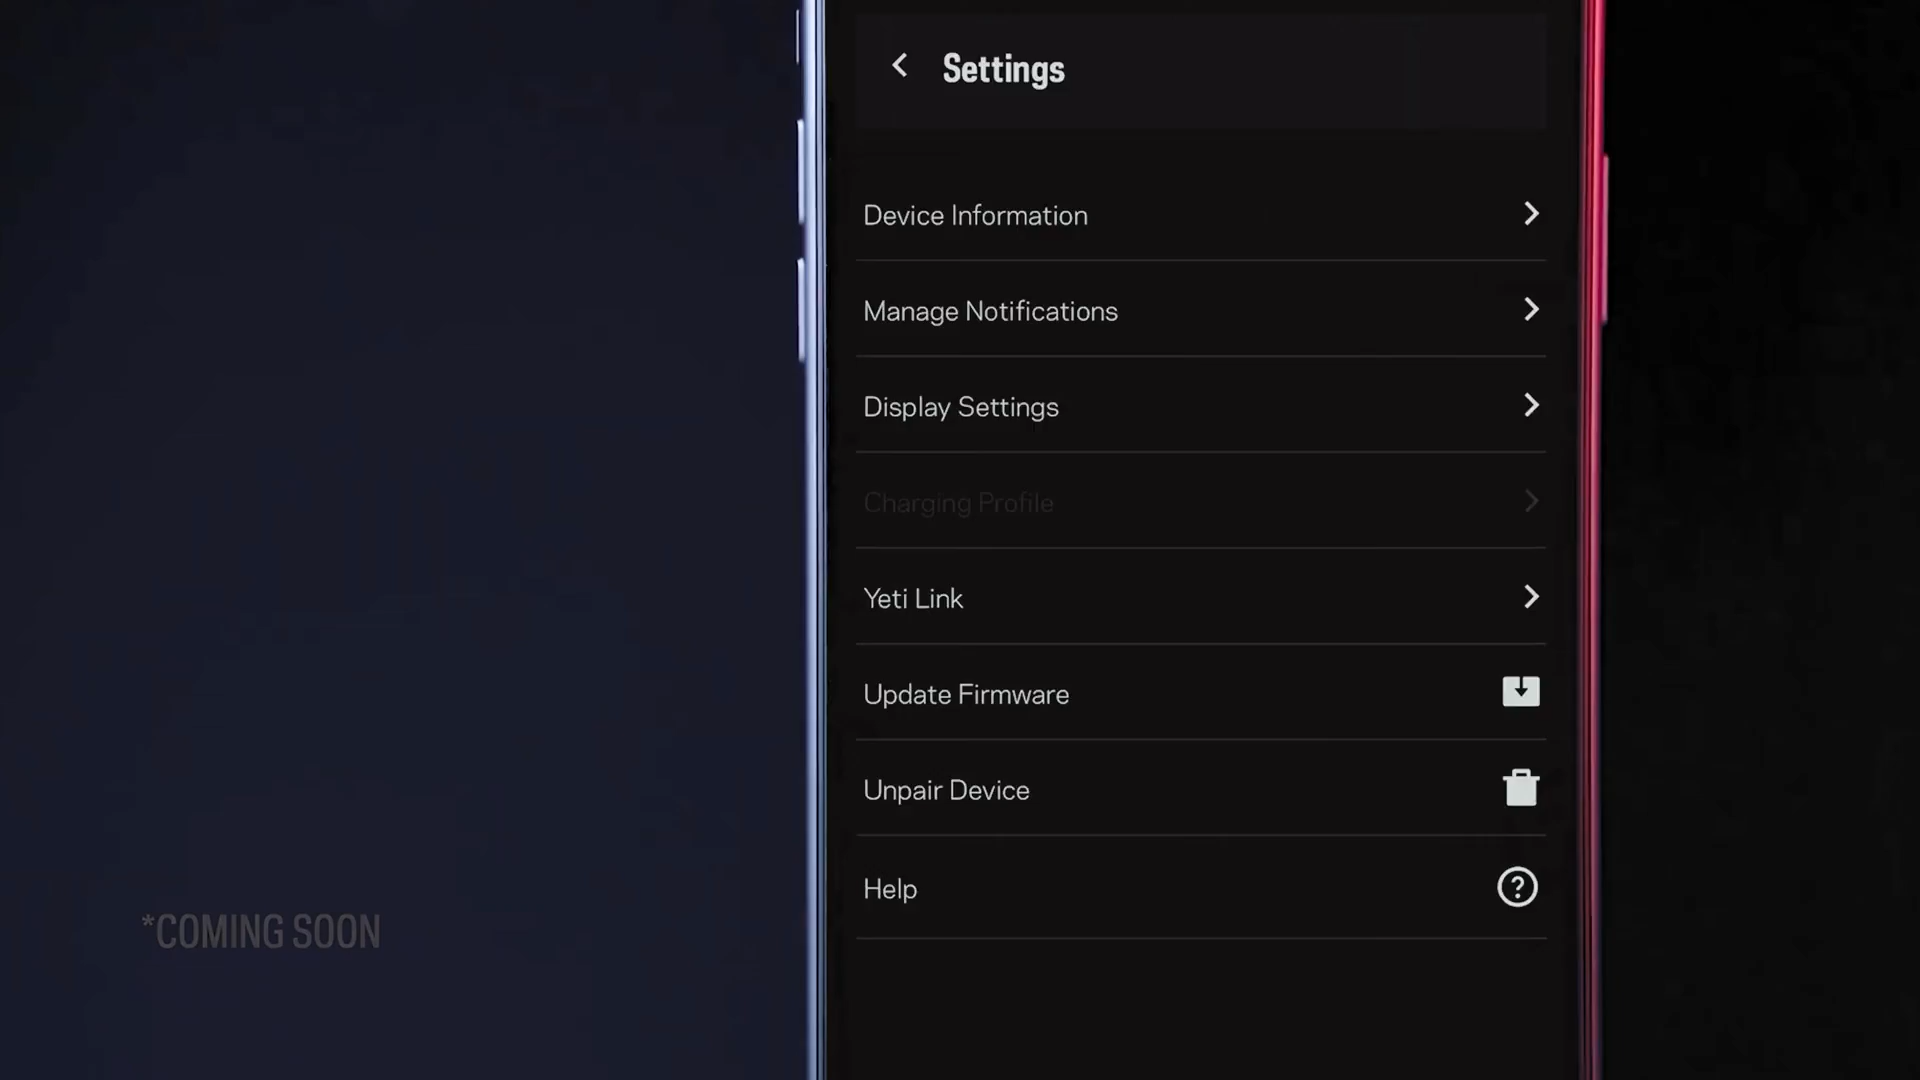 Settings
Device Information
Manage Notifications
Display Settings
Charging Profile
Yeti Link
Update Firmware
Unpair Device
Help
*COMING SOON